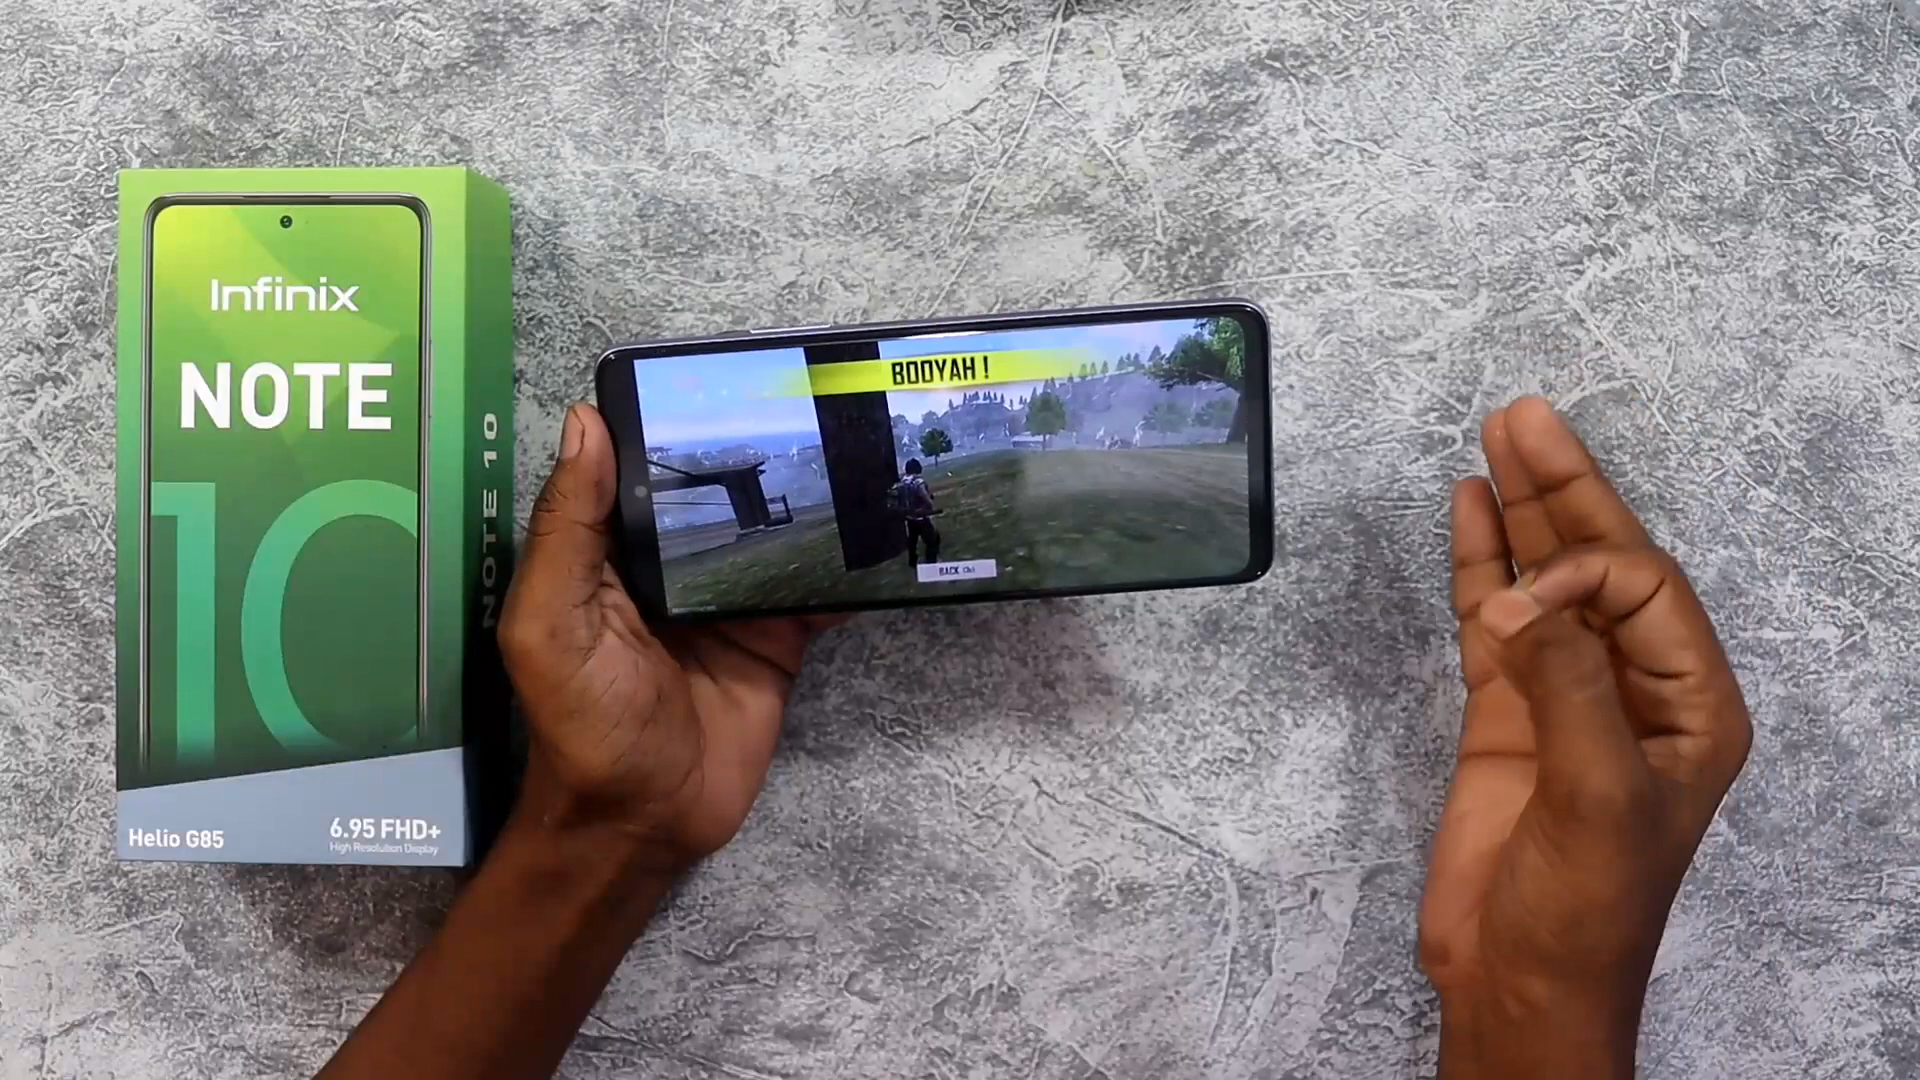 Infinix
NOTE
10
Helio G85
6.95 FHD+
High Resolution Display
NOTE 10
BOOYAH !
BACK